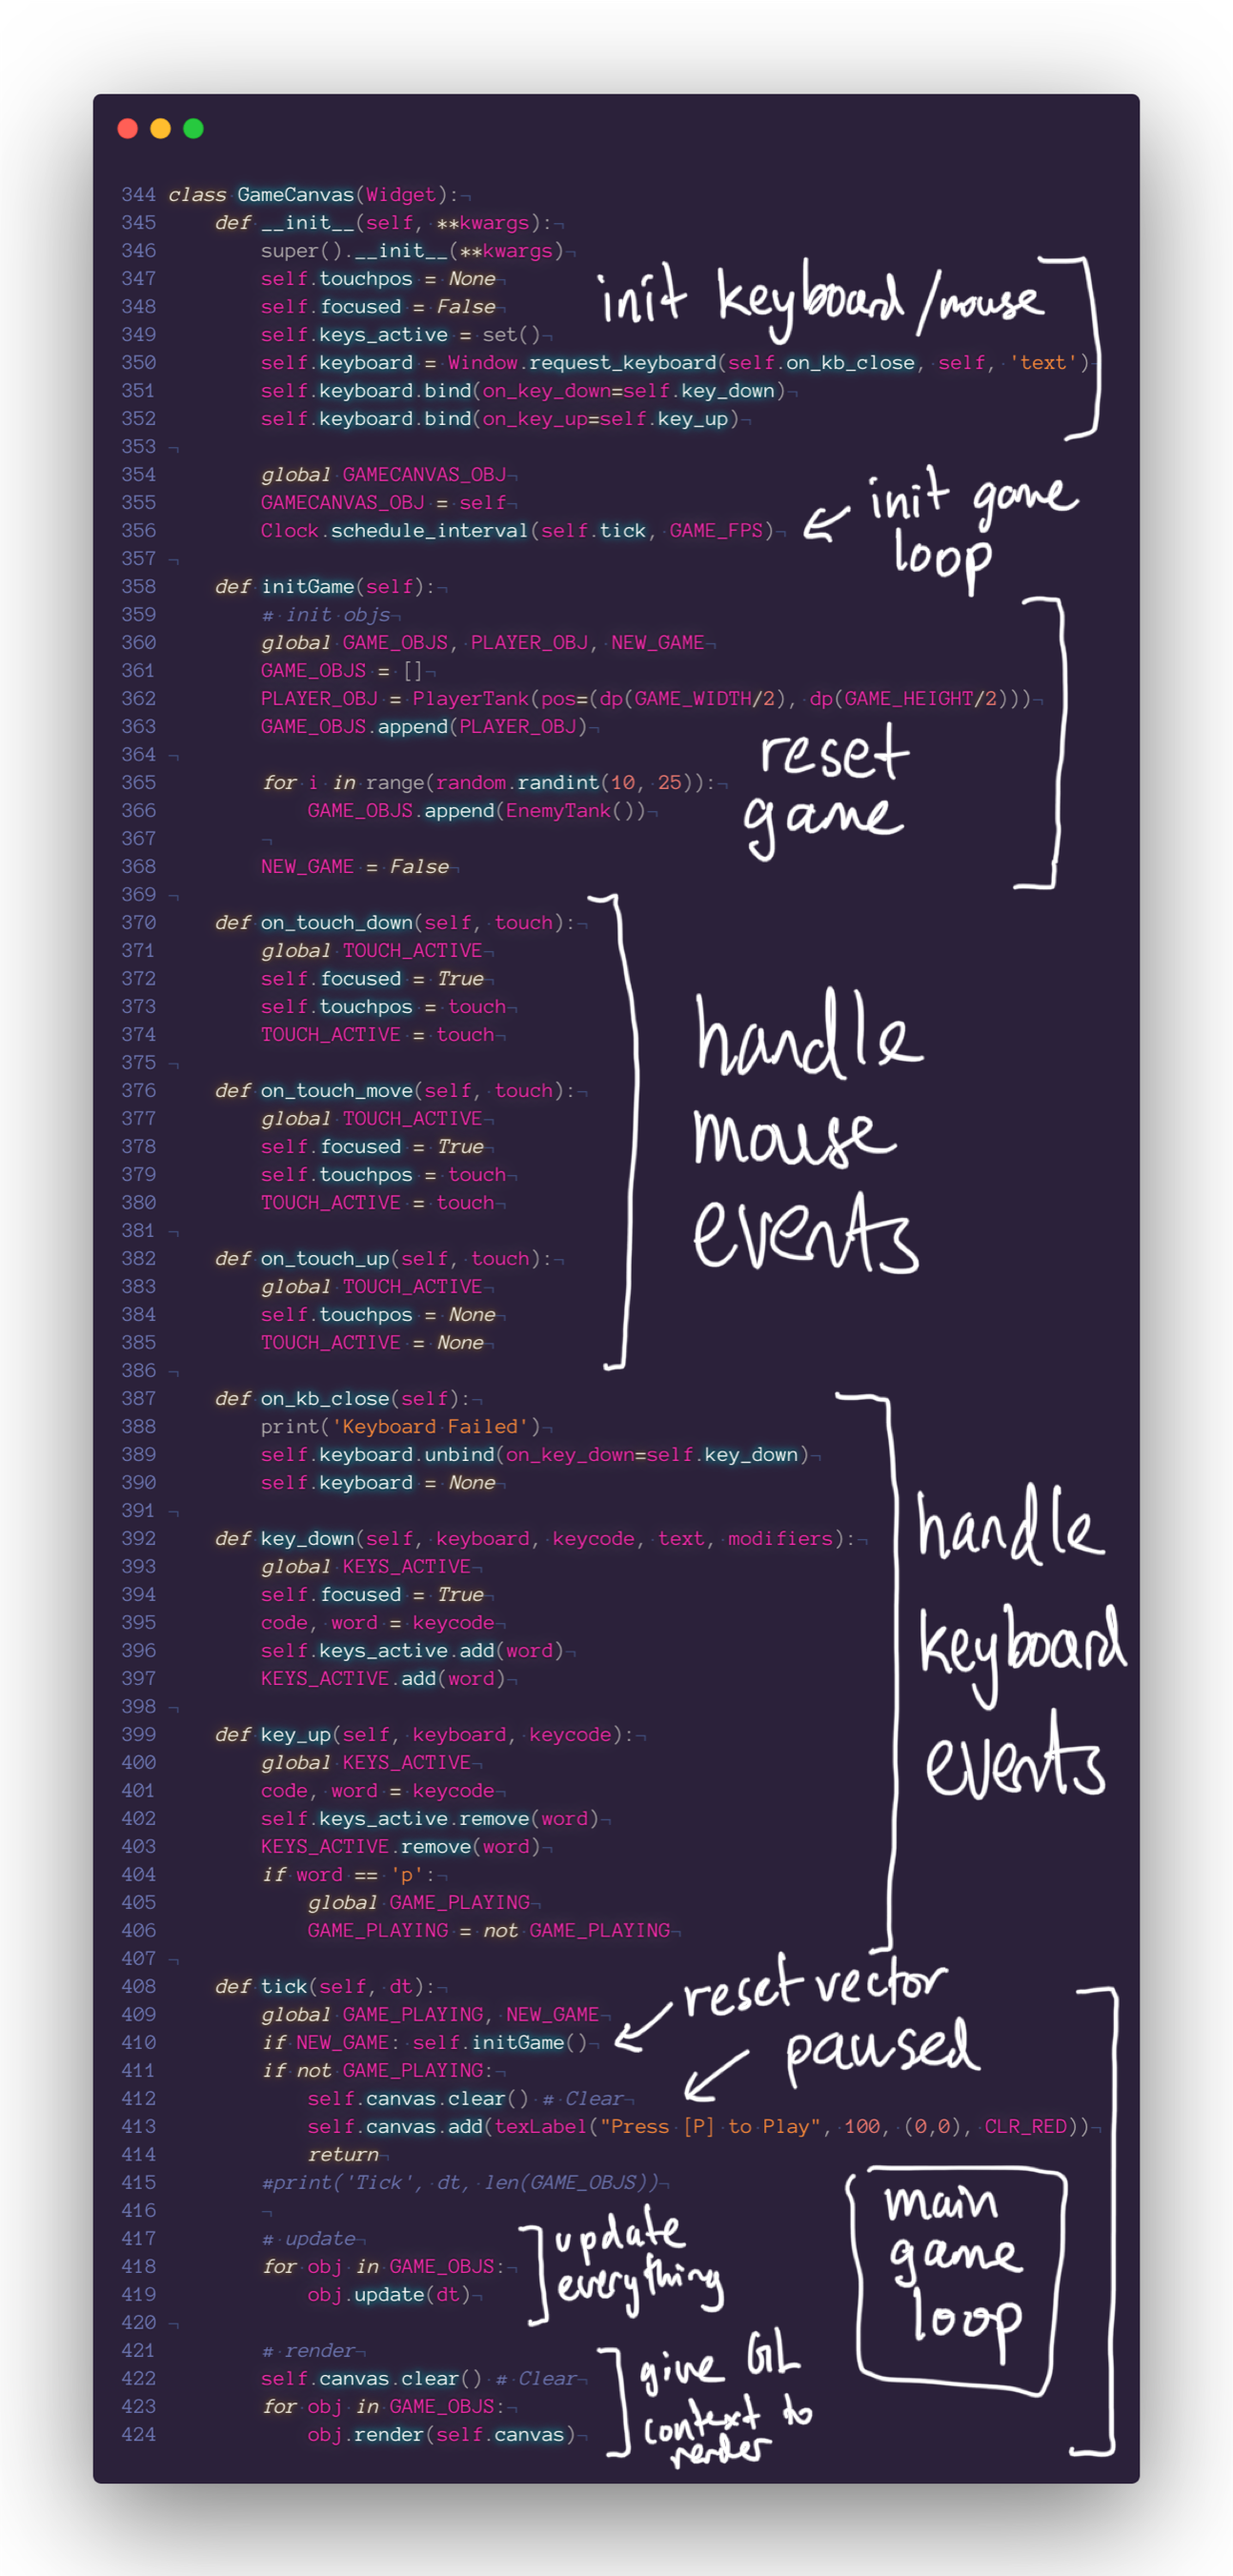 344 class GameCanvas(Widget):¬
345     def __init__(self, **kwargs):¬
346         super().__init__(**kwargs)¬
347         self.touchpos = None¬
348         self.focused = False¬
init keyboard/mouse
349         self.keys_active = set()¬
350         self.keyboard = Window.request_keyboard(self.on_kb_close, self, 'text')¬
351         self.keyboard.bind(on_key_down=self.key_down)¬
352         self.keyboard.bind(on_key_up=self.key_up)¬
353 ¬
354         global GAMECANVAS_OBJ¬
355         GAMECANVAS_OBJ = self¬
356         Clock.schedule_interval(self.tick, GAME_FPS)¬
init game
loop
357 ¬
358     def initGame(self):¬
359         # init objs¬
360         global GAME_OBJS, PLAYER_OBJ, NEW_GAME¬
361         GAME_OBJS = []¬
362         PLAYER_OBJ = PlayerTank(pos=(dp(GAME_WIDTH/2), dp(GAME_HEIGHT/2)))¬
363         GAME_OBJS.append(PLAYER_OBJ)¬
364 ¬
reset
game
365         for i in range(random.randint(10, 25)):¬
366             GAME_OBJS.append(EnemyTank())¬
367         ¬
368         NEW_GAME = False¬
369 ¬
370     def on_touch_down(self, touch):¬
371         global TOUCH_ACTIVE¬
372         self.focused = True¬
373         self.touchpos = touch¬
374         TOUCH_ACTIVE = touch¬
375 ¬
handle
mouse
events
376     def on_touch_move(self, touch):¬
377         global TOUCH_ACTIVE¬
378         self.focused = True¬
379         self.touchpos = touch¬
380         TOUCH_ACTIVE = touch¬
381 ¬
382     def on_touch_up(self, touch):¬
383         global TOUCH_ACTIVE¬
384         self.touchpos = None¬
385         TOUCH_ACTIVE = None¬
386 ¬
387     def on_kb_close(self):¬
388         print('Keyboard Failed')¬
389         self.keyboard.unbind(on_key_down=self.key_down)¬
390         self.keyboard = None¬
391 ¬
392     def key_down(self, keyboard, keycode, text, modifiers):¬
handle
keyboard
events
393         global KEYS_ACTIVE¬
394         self.focused = True¬
395         code, word = keycode¬
396         self.keys_active.add(word)¬
397         KEYS_ACTIVE.add(word)¬
398 ¬
399     def key_up(self, keyboard, keycode):¬
400         global KEYS_ACTIVE¬
401         code, word = keycode¬
402         self.keys_active.remove(word)¬
403         KEYS_ACTIVE.remove(word)¬
404         if word == 'p':¬
405             global GAME_PLAYING¬
406             GAME_PLAYING = not GAME_PLAYING¬
407 ¬
408     def tick(self, dt):¬
reset vector
409         global GAME_PLAYING, NEW_GAME¬
410         if NEW_GAME: self.initGame()¬
paused
411         if not GAME_PLAYING:¬
412             self.canvas.clear() # Clear¬
413             self.canvas.add(texLabel("Press [P] to Play", 100, (0,0), CLR_RED))¬
414             return¬
415         #print('Tick', dt, len(GAME_OBJS))¬
416         ¬
main
game
loop
417         # update¬
418         for obj in GAME_OBJS:¬
419             obj.update(dt)¬
update
everything
420 ¬
421         # render¬
422         self.canvas.clear() # Clear¬
423         for obj in GAME_OBJS:¬
424             obj.render(self.canvas)¬
give GL
context to
render